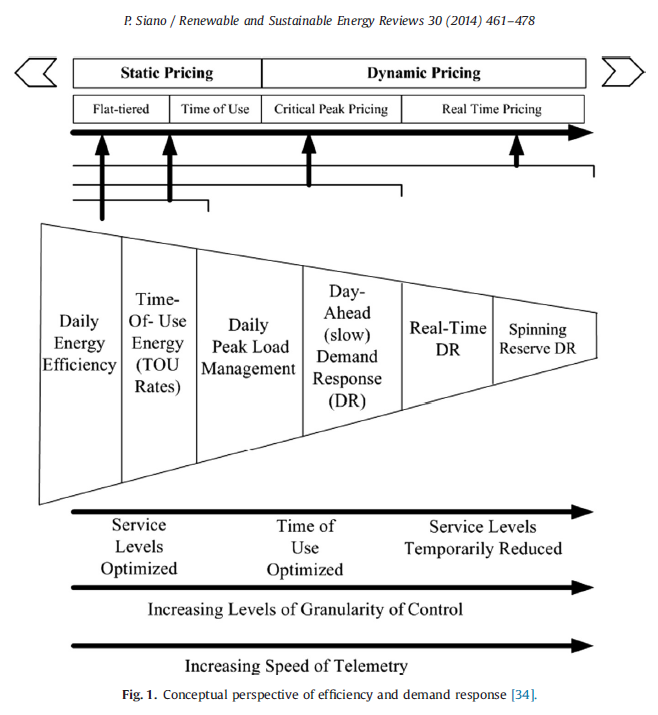 P. Siano / Renewable and Sustainable Energy Reviews 30 (2014) 461–478
Static Pricing
Dynamic Pricing
Flat-tiered
Time of Use
Critical Peak Pricing
Real Time Pricing
Daily
Energy
Efficiency
Time-
Of- Use
Energy
(TOU
Rates)
Daily
Peak Load
Management
Day-
Ahead
(slow)
Demand
Response
(DR)
Real-Time
DR
Spinning
Reserve DR
Service
Levels
Optimized
Time of
Use
Optimized
Service Levels
Temporarily Reduced
Increasing Levels of Granularity of Control
Increasing Speed of Telemetry
Fig. 1. Conceptual perspective of efficiency and demand response [34].